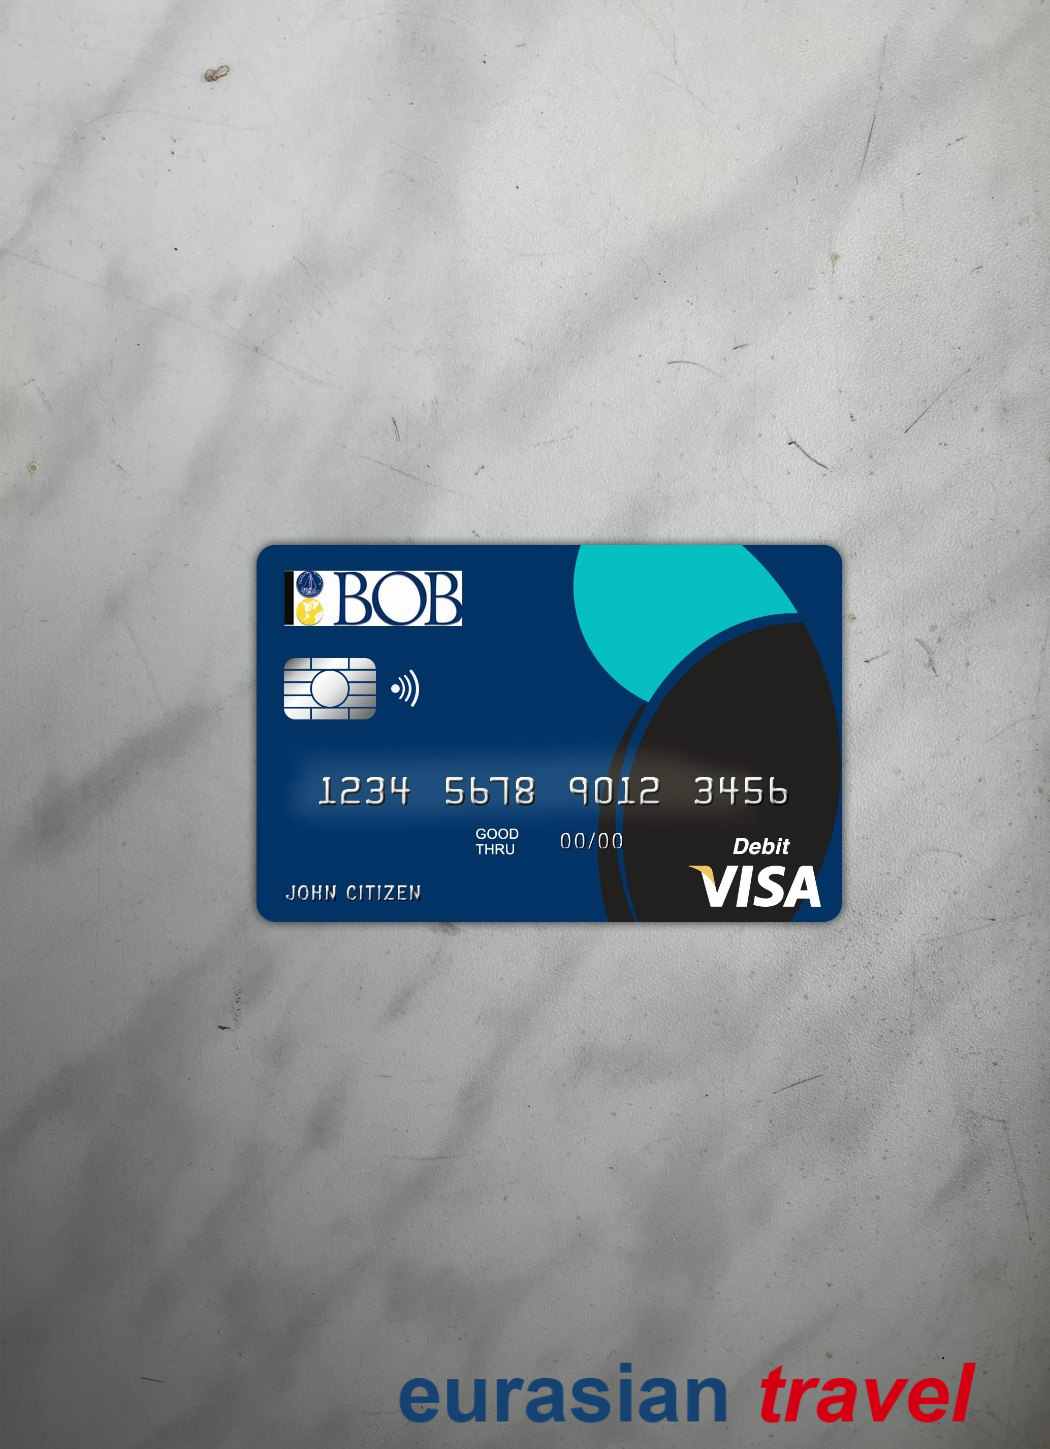 BOB
1234 5678 9012 3456
GOOD
THRU 00/00
Debit
JOHN CITIZEN
VISA
eurasian travel